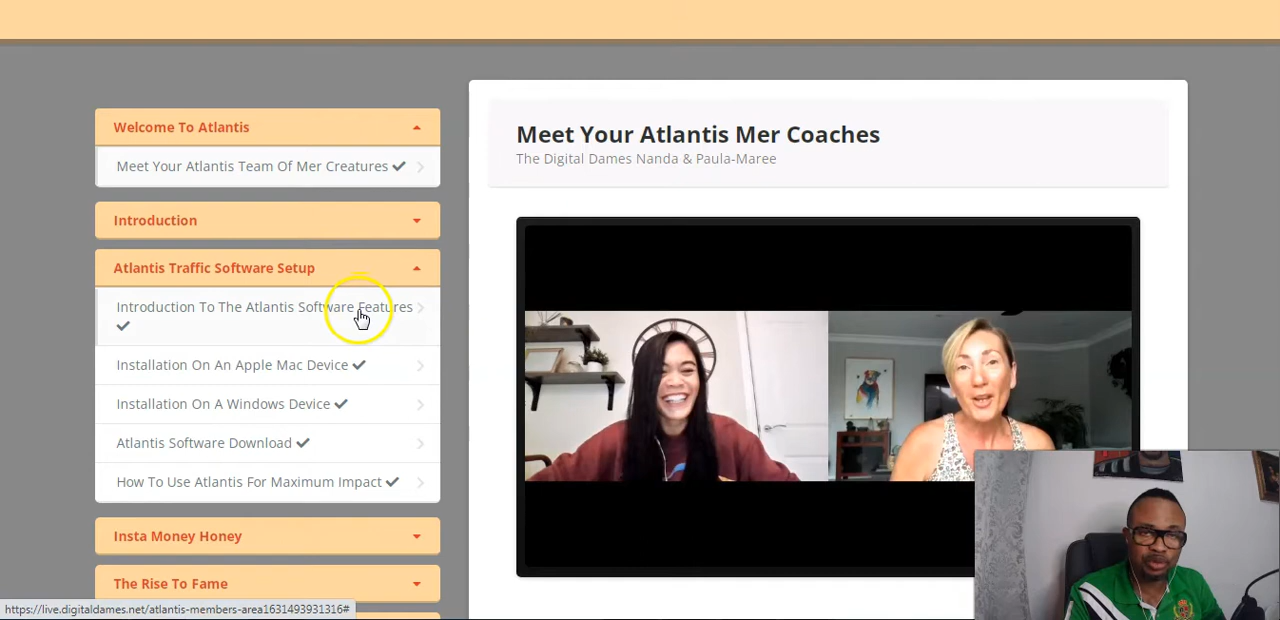 Welcome To Atlantis
Meet Your Atlantis Team Of Mer Creatures
Introduction
Atlantis Traffic Software Setup
Introduction To The Atlantis Software Features
Installation On An Apple Mac Device
Installation On A Windows Device
Atlantis Software Download
How To Use Atlantis For Maximum Impact
Insta Money Honey
The Rise To Fame
https://live.digitaldames.net/atlantis-members-area1631493931316#
Meet Your Atlantis Mer Coaches
The Digital Dames Nanda & Paula-Maree